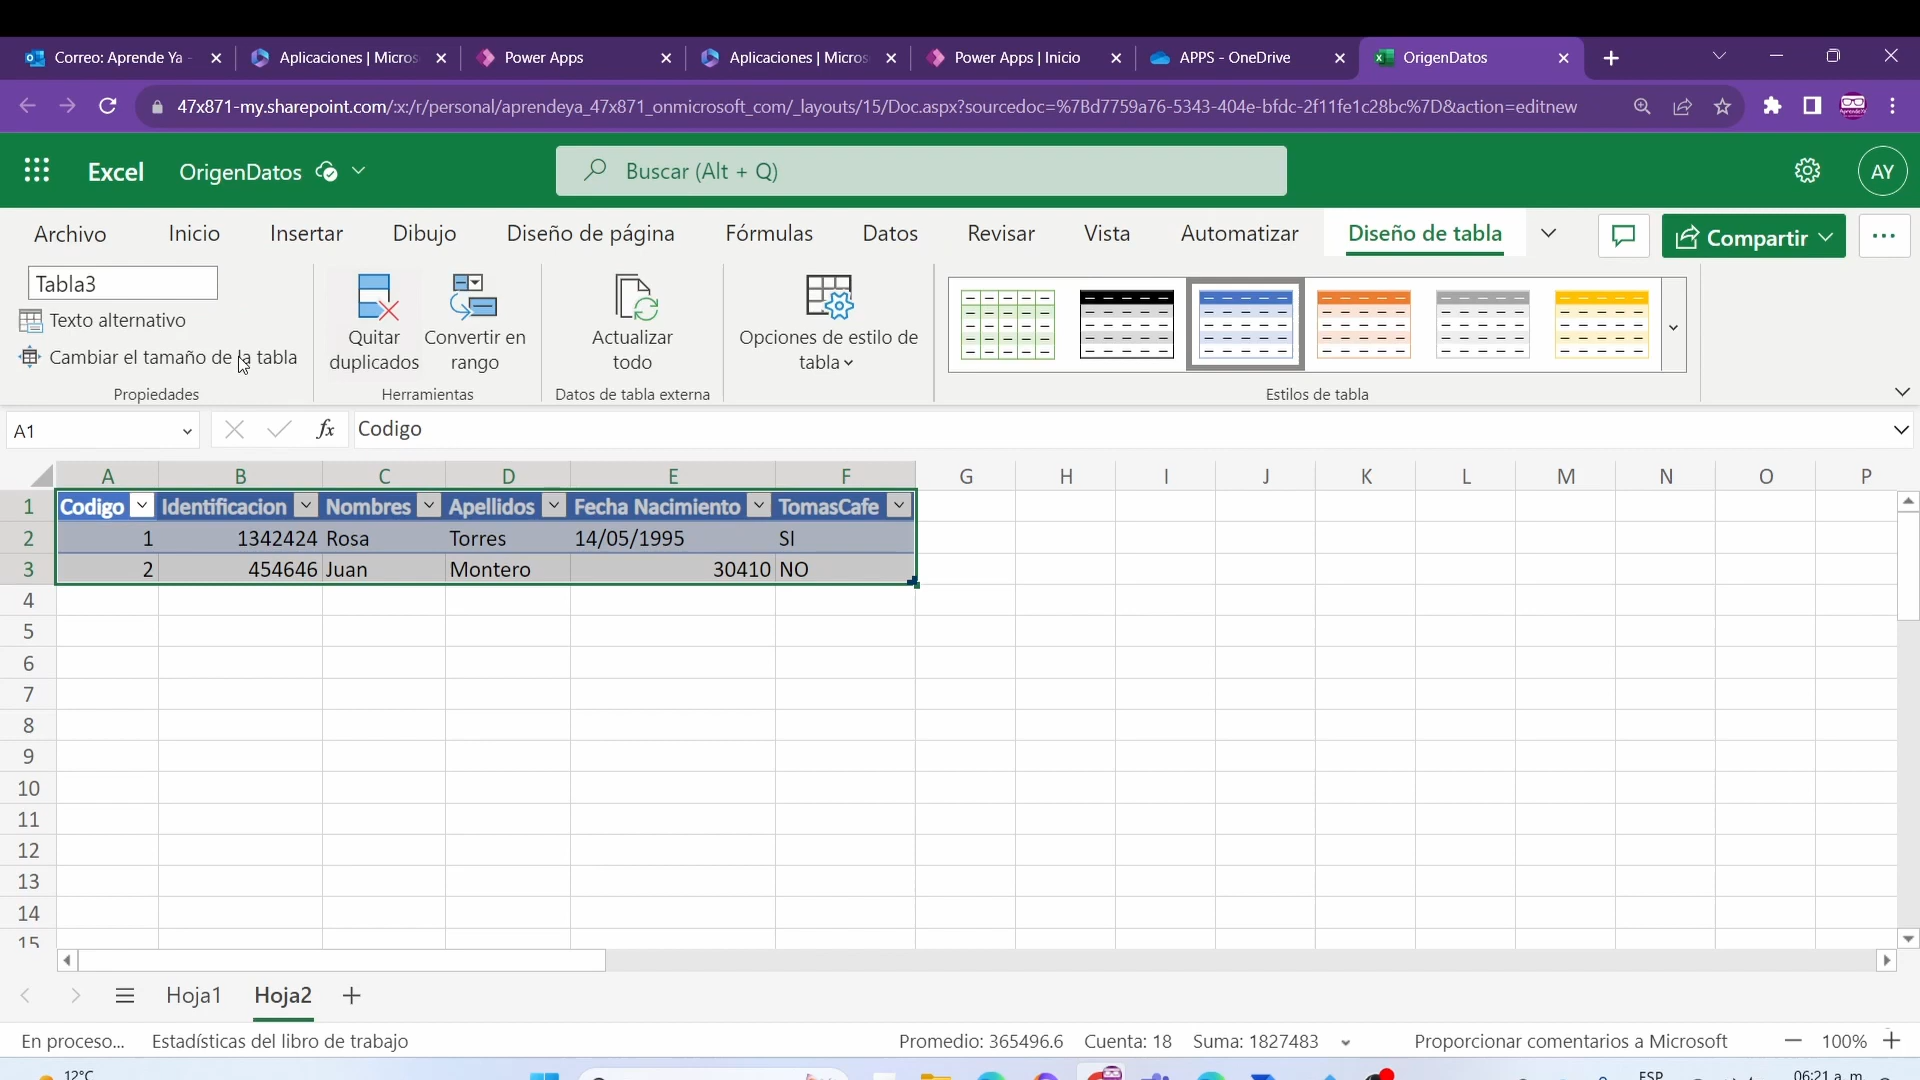 Correo: Aprende Ya -
Aplicaciones | Micros
Power Apps
Aplicaciones | Micros
Power Apps | Inicio
APPS - OneDrive
OrigenDatos
47x871-my.sharepoint.com/:x:/r/personal/aprendeya_47x871_onmicrosoft_com/_layouts/15/Doc.aspx?sourcedoc=%7Bd7759a76-5343-404e-bfdc-2f11fe1c28bc%7D&action=editnew
Excel
OrigenDatos
Buscar (Alt + Q)
AY
Archivo
Inicio
Insertar
Dibujo
Diseño de página
Fórmulas
Datos
Revisar
Vista
Automatizar
Diseño de tabla
Compartir
Tabla3
Texto alternativo
Cambiar el tamaño de la tabla
Propiedades
Quitar
duplicados
Convertir en
rango
Herramientas
Actualizar
todo
Datos de tabla externa
Opciones de estilo de
tabla
Estilos de tabla
A1
fx
Codigo
A B C D E F G H I J K L M N O P
1 Codigo Identificacion Nombres Apellidos Fecha Nacimiento TomasCafe
2 1 1342424 Rosa Torres 14/05/1995 SI
3 2 454646 Juan Montero 30410 NO
4
5
6
7
8
9
10
11
12
13
14
15
Hoja1
Hoja2
En proceso...
Estadísticas del libro de trabajo
Promedio: 365496.6
Cuenta: 18
Suma: 1827483
Proporcionar comentarios a Microsoft
100%
12°C
ESP
06:21 a. m.